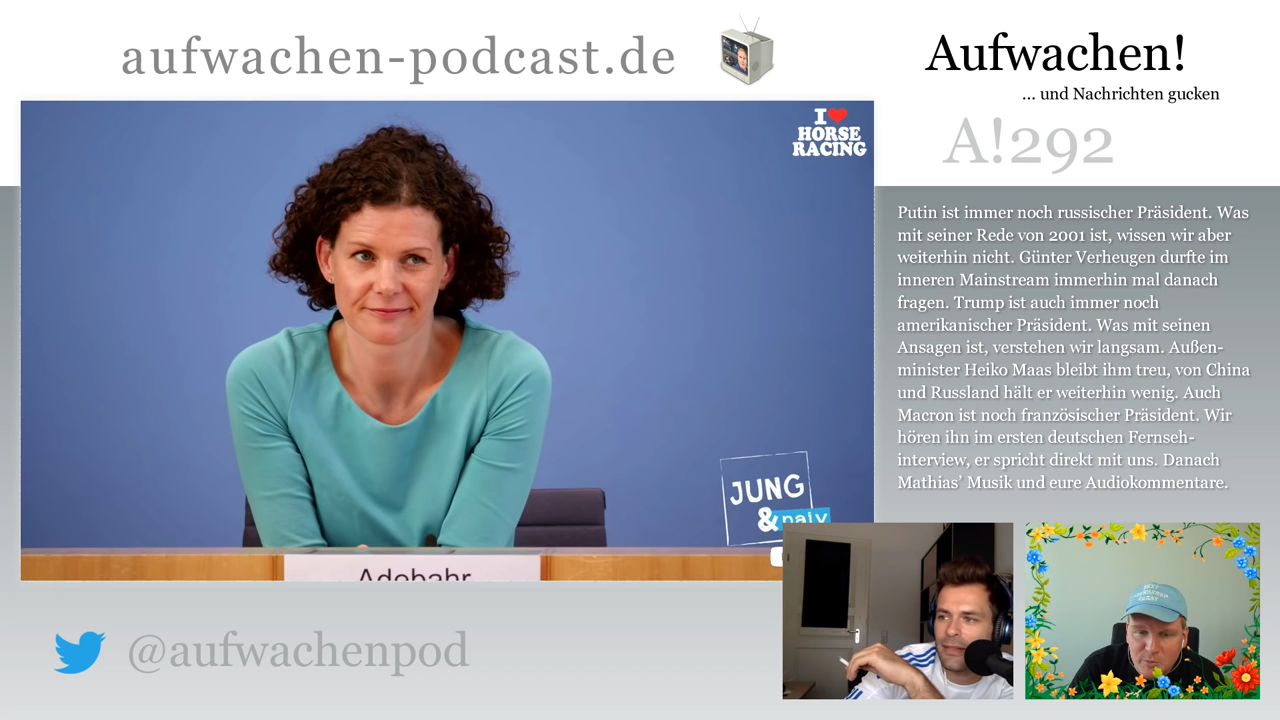 aufwachen-podcast.de
Aufwachen!
... und Nachrichten gucken
A!292
I
HORSE
RACING
Putin ist immer noch russischer Präsident. Was
mit seiner Rede von 2001 ist, wissen wir aber
weiterhin nicht. Günter Verheugen durfte im
inneren Mainstream immerhin mal danach
fragen. Trump ist auch immer noch
amerikanischer Präsident. Was mit seinen
Ansagen ist, verstehen wir langsam. Außen-
minister Heiko Maas bleibt ihm treu, von China
und Russland hält er weiterhin wenig. Auch
Macron ist noch französischer Präsident. Wir
hören ihn im ersten deutschen Fernseh-
interview, er spricht direkt mit uns. Danach
Mathias' Musik und eure Audiokommentare.
JUNG
& naiv
Adebahr
@aufwachenpod